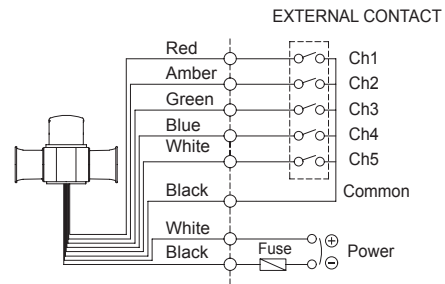 EXTERNAL CONTACT
Red
Ch1
Amber
Ch2
Green
Ch3
Blue
Ch4
White
Ch5
Black
Common
White
⊕
Black
Fuse
Power
⊖